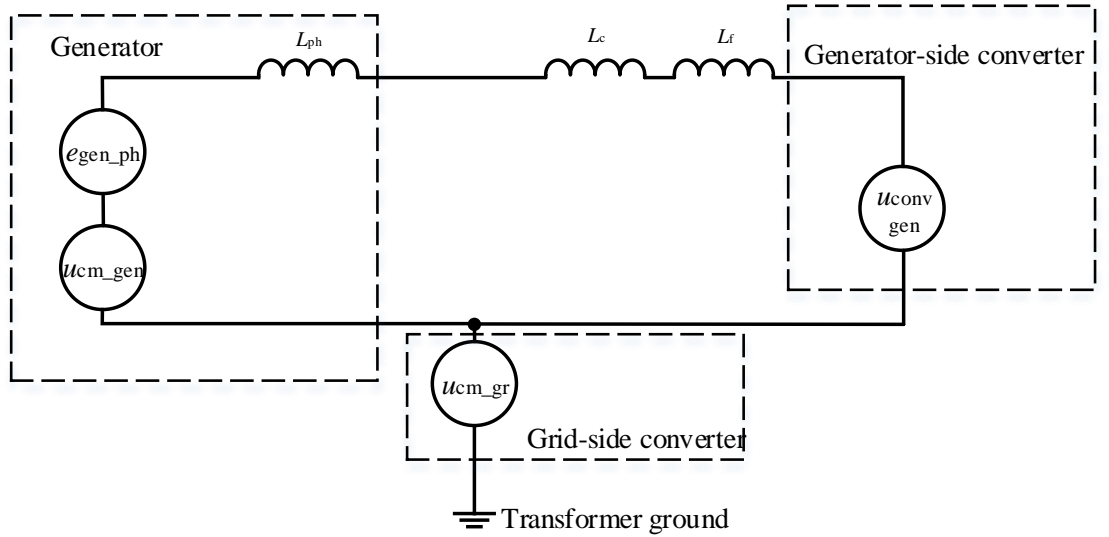 Generator
Lph
Lc
Lf
Generator-side converter
egen_ph
uconv
gen
ucm_gen
ucm_gr
Grid-side converter
Transformer ground